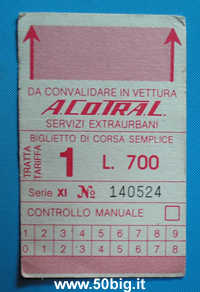 DA CONVALIDARE IN VETTURA
ACOTRAL.
SERVIZI EXTRAURBANI
BIGLIETTO DI CORSA SEMPLICE
TRATTA
TARIFFA
1 L. 700
Serie XI Nº 140524
CONTROLLO MANUALE
0 1 2 3 4 5 6 7 8 9
0 1 2 3 4 5 6 7 8
www.50big.it